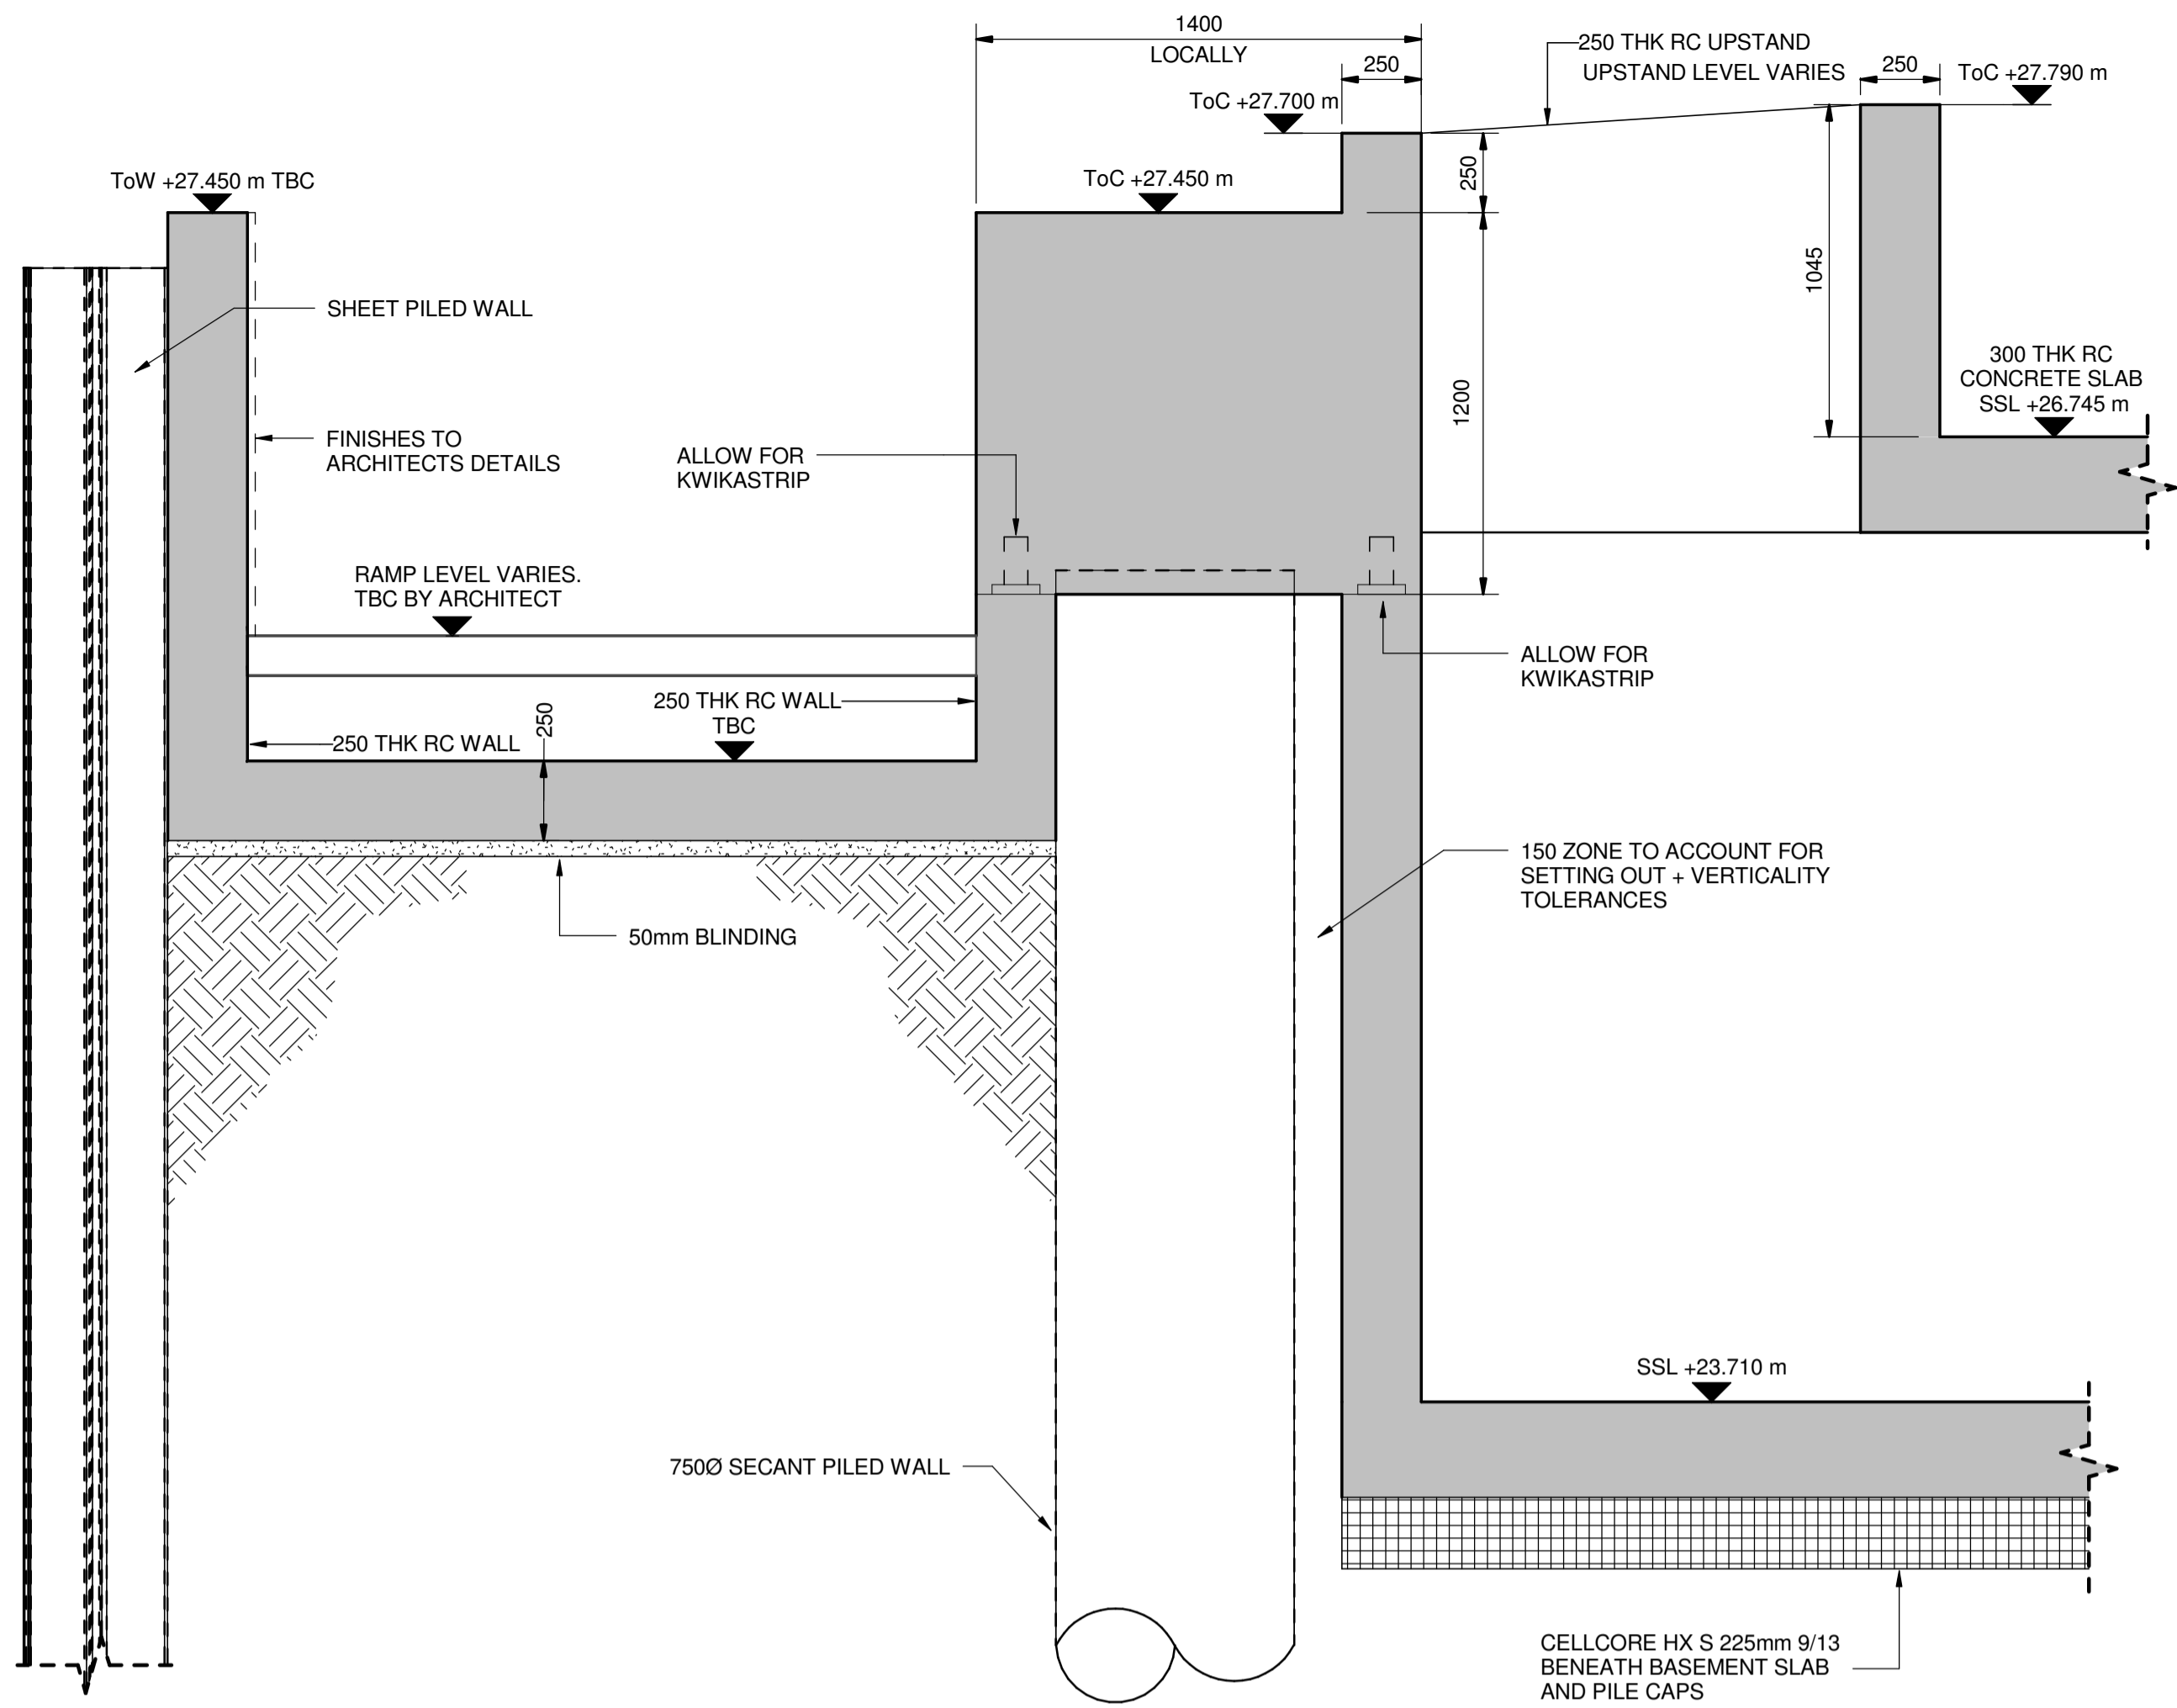 1400
LOCALLY
250
250 THK RC UPSTAND
UPSTAND LEVEL VARIES
250
ToC +27.790 m
ToC +27.700 m
250
ToW +27.450 m TBC
ToC +27.450 m
1045
SHEET PILED WALL
300 THK RC
CONCRETE SLAB
SSL +26.745 m
1200
FINISHES TO
ARCHITECTS DETAILS
ALLOW FOR
KWIKASTRIP
RAMP LEVEL VARIES.
TBC BY ARCHITECT
ALLOW FOR
KWIKASTRIP
250 THK RC WALL
TBC
250
250 THK RC WALL
150 ZONE TO ACCOUNT FOR
SETTING OUT + VERTICALITY
TOLERANCES
50mm BLINDING
SSL +23.710 m
750Ø SECANT PILED WALL
CELLCORE HX S 225mm 9/13
BENEATH BASEMENT SLAB
AND PILE CAPS